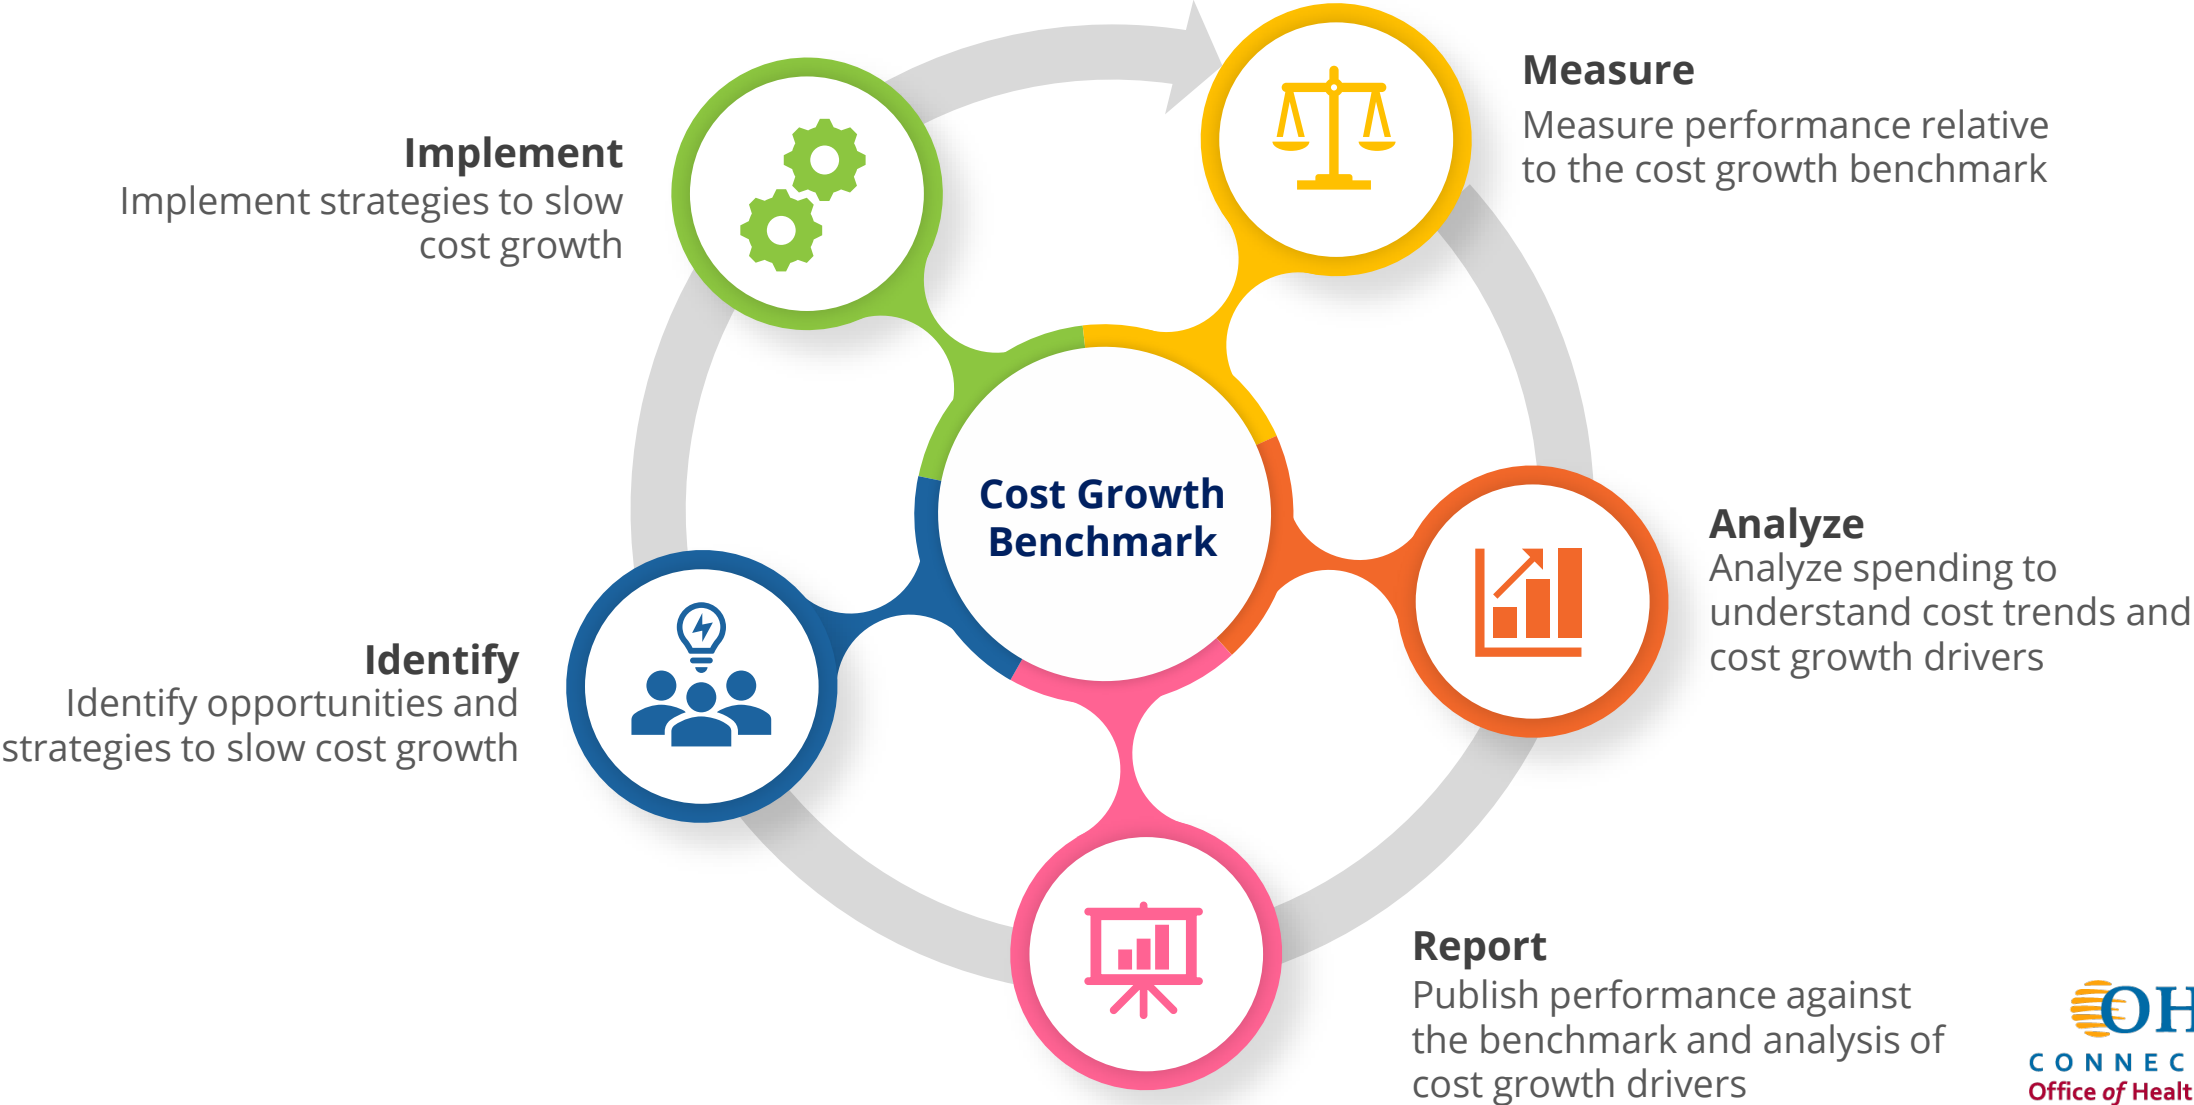 Measure
Measure performance relative
to the cost growth benchmark
Analyze
Analyze spending to
understand cost trends and
cost growth drivers
Report
Publish performance against
the benchmark and analysis of
cost growth drivers
Identify
Identify opportunities and
strategies to slow cost growth
Implement
Implement strategies to slow
cost growth
Cost Growth
Benchmark
Office of